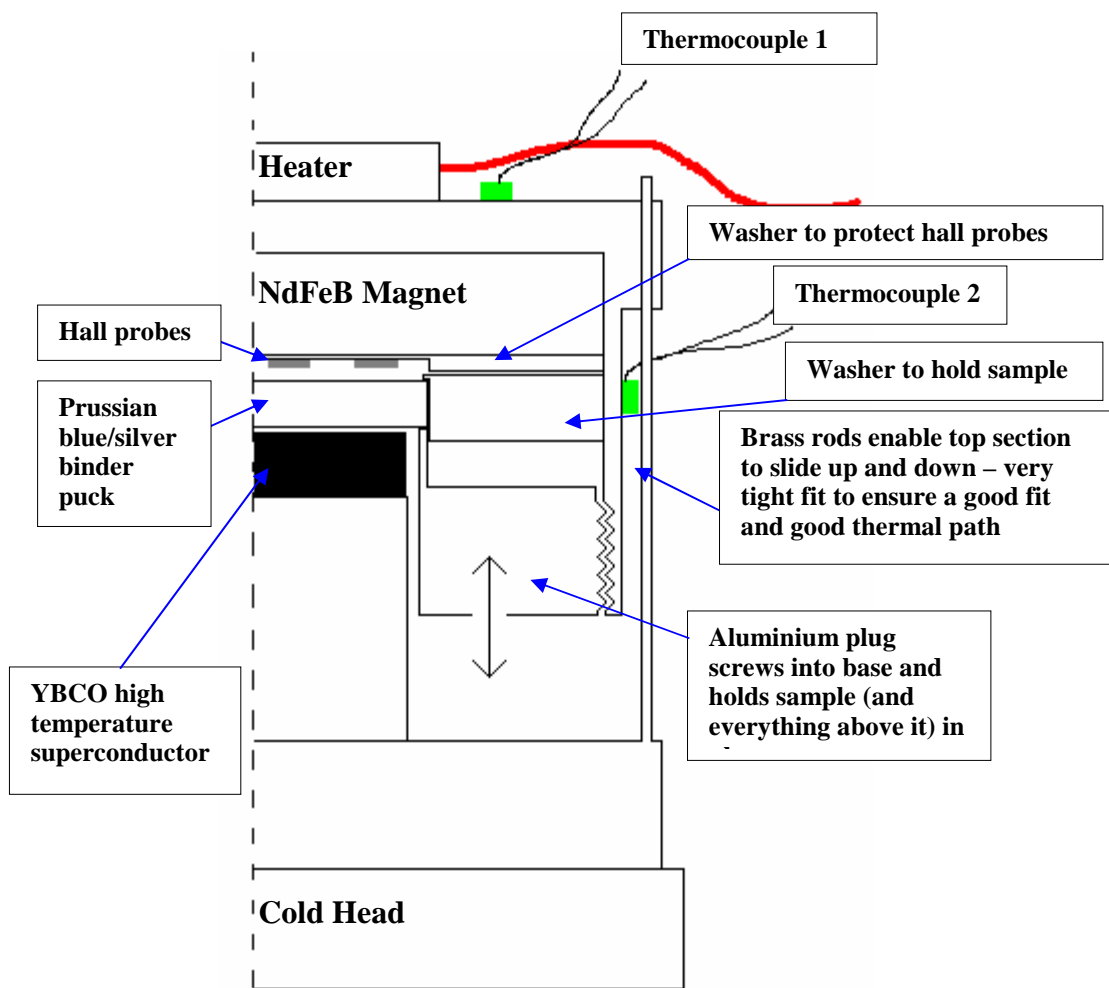 Thermocouple 1
Heater
Washer to protect hall probes
NdFeB Magnet
Thermocouple 2
Hall probes
Washer to hold sample
Prussian
blue/silver
binder
puck
Brass rods enable top section
to slide up and down – very
tight fit to ensure a good fit
and good thermal path
Aluminium plug
screws into base and
holds sample (and
everything above it) in
YBCO high
temperature
superconductor
Cold Head